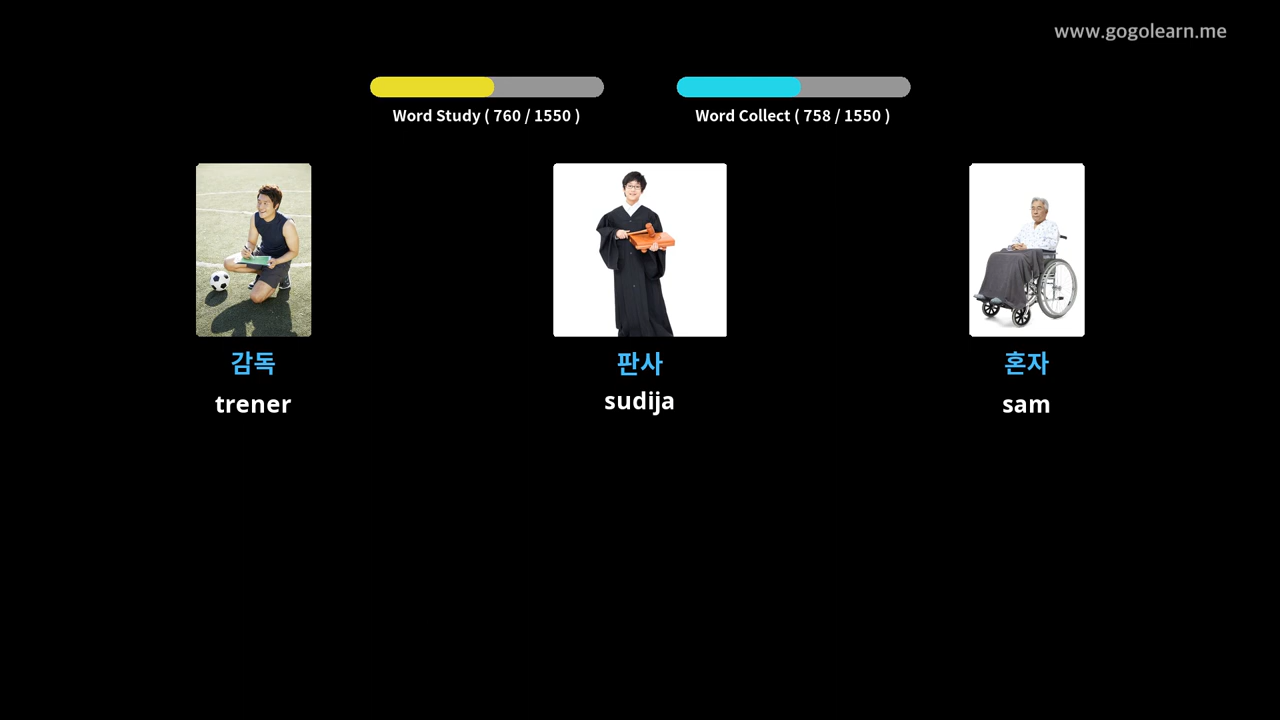 www.gogolearn.me
Word Study ( 760 / 1550 )
Word Collect ( 758 / 1550 )
감독
trener
판사
sudija
혼자
sam